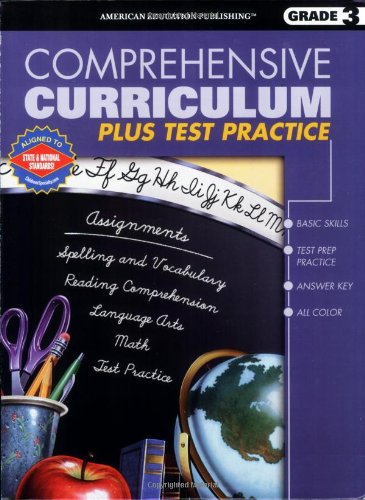 AMERICAN EDUCATION PUBLISHING™
GRADE 3
COMPREHENSIVE
CURRICULUM
PLUS TEST PRACTICE
ALIGNED TO
STATE & NATIONAL
STANDARDS!
e Ff Gg Hh Ii Jj Kk Ll M
Assignments
Spelling and Vocabulary
Reading Comprehension
Language Arts
Math
Test Practice
BASIC SKILLS
TEST PREP
PRACTICE
ANSWER KEY
ALL COLOR
Copyrighted Material